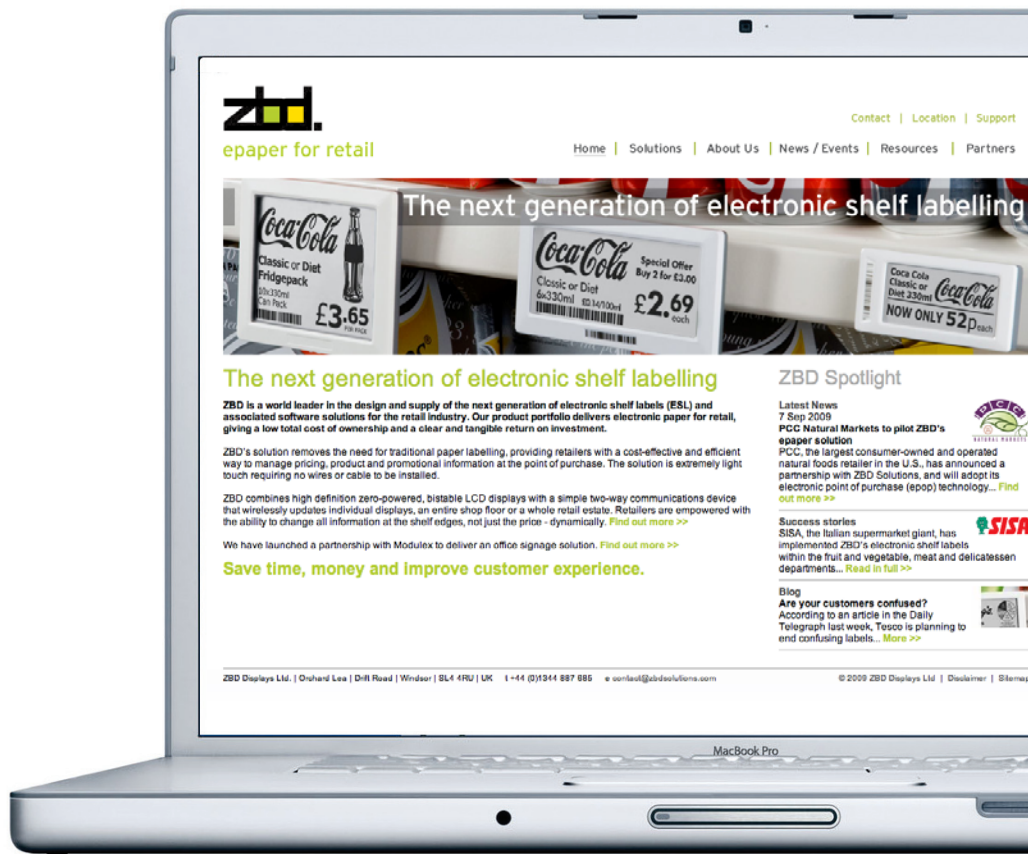 zbd.
epaper for retail
Contact | Location | Support
Home | Solutions | About Us | News / Events | Resources | Partners
The next generation of electronic shelf labelling
Coca-Cola
Classic or Diet
Fridgepack
10x330ml
Can Pack
£3.65
PER PACK
Coca-Cola
Classic or Diet
6x330ml
Special Offer
Buy 2 for £3.00
£2.69
each
Coca Cola
Classic or
Diet 330ml
Coca-Cola
NOW ONLY 52p each
The next generation of electronic shelf labelling
ZBD is a world leader in the design and supply of the next generation of electronic shelf labels (ESL) and
associated software solutions for the retail industry. Our product portfolio delivers electronic paper for retail,
giving a low total cost of ownership and a clear and tangible return on investment.
ZBD's solution removes the need for traditional paper labelling, providing retailers with a cost-effective and efficient
way to manage pricing, product and promotional information at the point of purchase. The solution is extremely light
touch requiring no wires or cable to be installed.
ZBD combines high definition zero-powered, bistable LCD displays with a simple two-way communications device
that wirelessly updates individual displays, an entire shop floor or a whole retail estate. Retailers are empowered with
the ability to change all information at the shelf edges, not just the price - dynamically. Find out more >>
We have launched a partnership with Modulex to deliver an office signage solution. Find out more >>
Save time, money and improve customer experience.
ZBD Spotlight
Latest News
7 Sep 2009
PCC Natural Markets to pilot ZBD's
epaper solution
PCC, the largest consumer-owned and operated
natural foods retailer in the U.S., has announced a
partnership with ZBD Solutions, and will adopt its
electronic point of purchase (epop) technology... Find
out more >>
PCC
NATURAL MARKETS
Success stories
SISA, the Italian supermarket giant, has
implemented ZBD's electronic shelf labels
within the fruit and vegetable, meat and delicatessen
departments... Read in full >>
SISA
Blog
Are your customers confused?
According to an article in the Daily
Telegraph last week, Tesco is planning to
end confusing labels... More >>
ZBD Displays Ltd. | Orchard Lea | Drift Road | Windsor | SL4 4RU | UK t +44 (0)1344 887 685 e contact@zbdsolutions.com
© 2009 ZBD Displays Ltd | Disclaimer | Sitemap
MacBook Pro